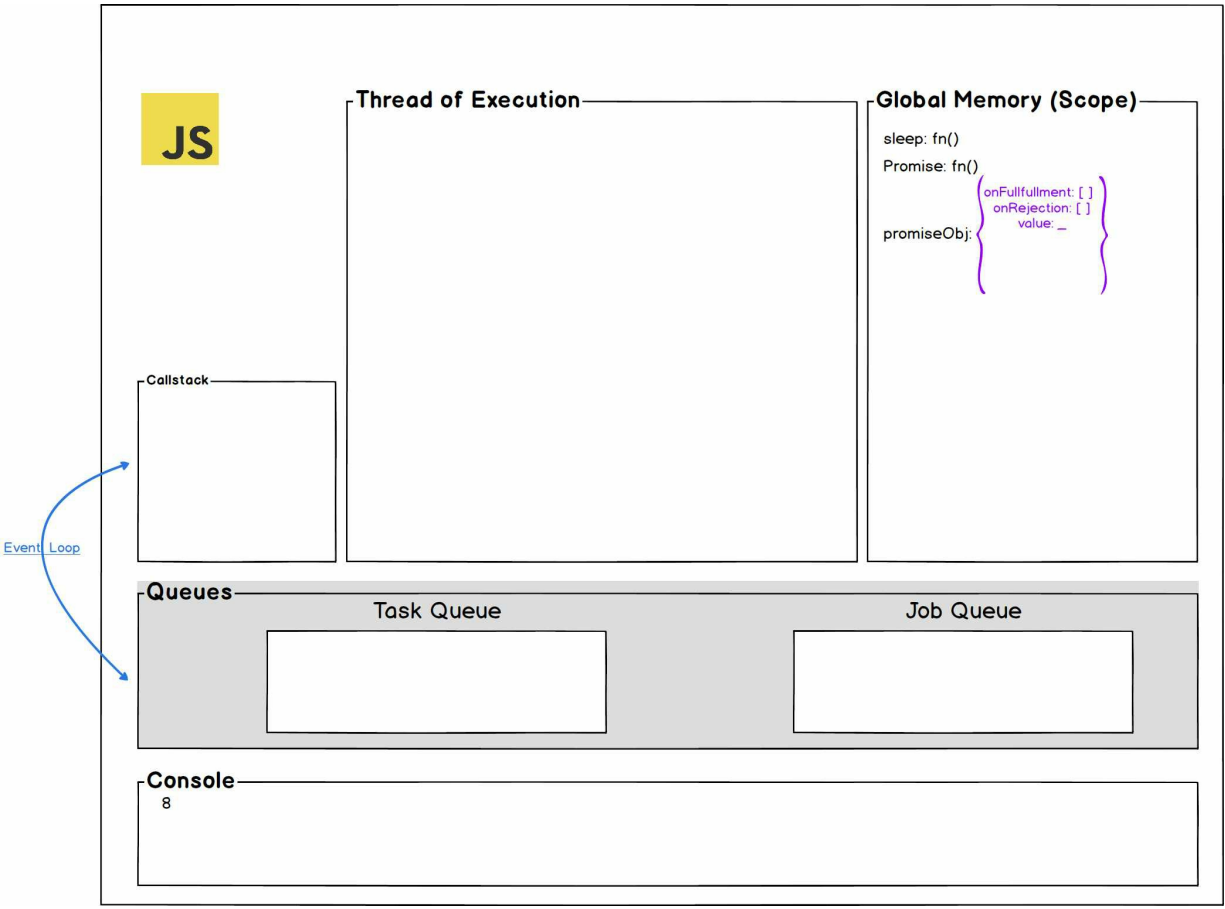 JS
Thread of Execution
Global Memory (Scope)
sleep: fn()
Promise: fn()
onFullfullment: [ ]
onRejection: [ ]
value: _
promiseObj:
Callstack
Event Loop
Queues
Task Queue
Job Queue
Console
8